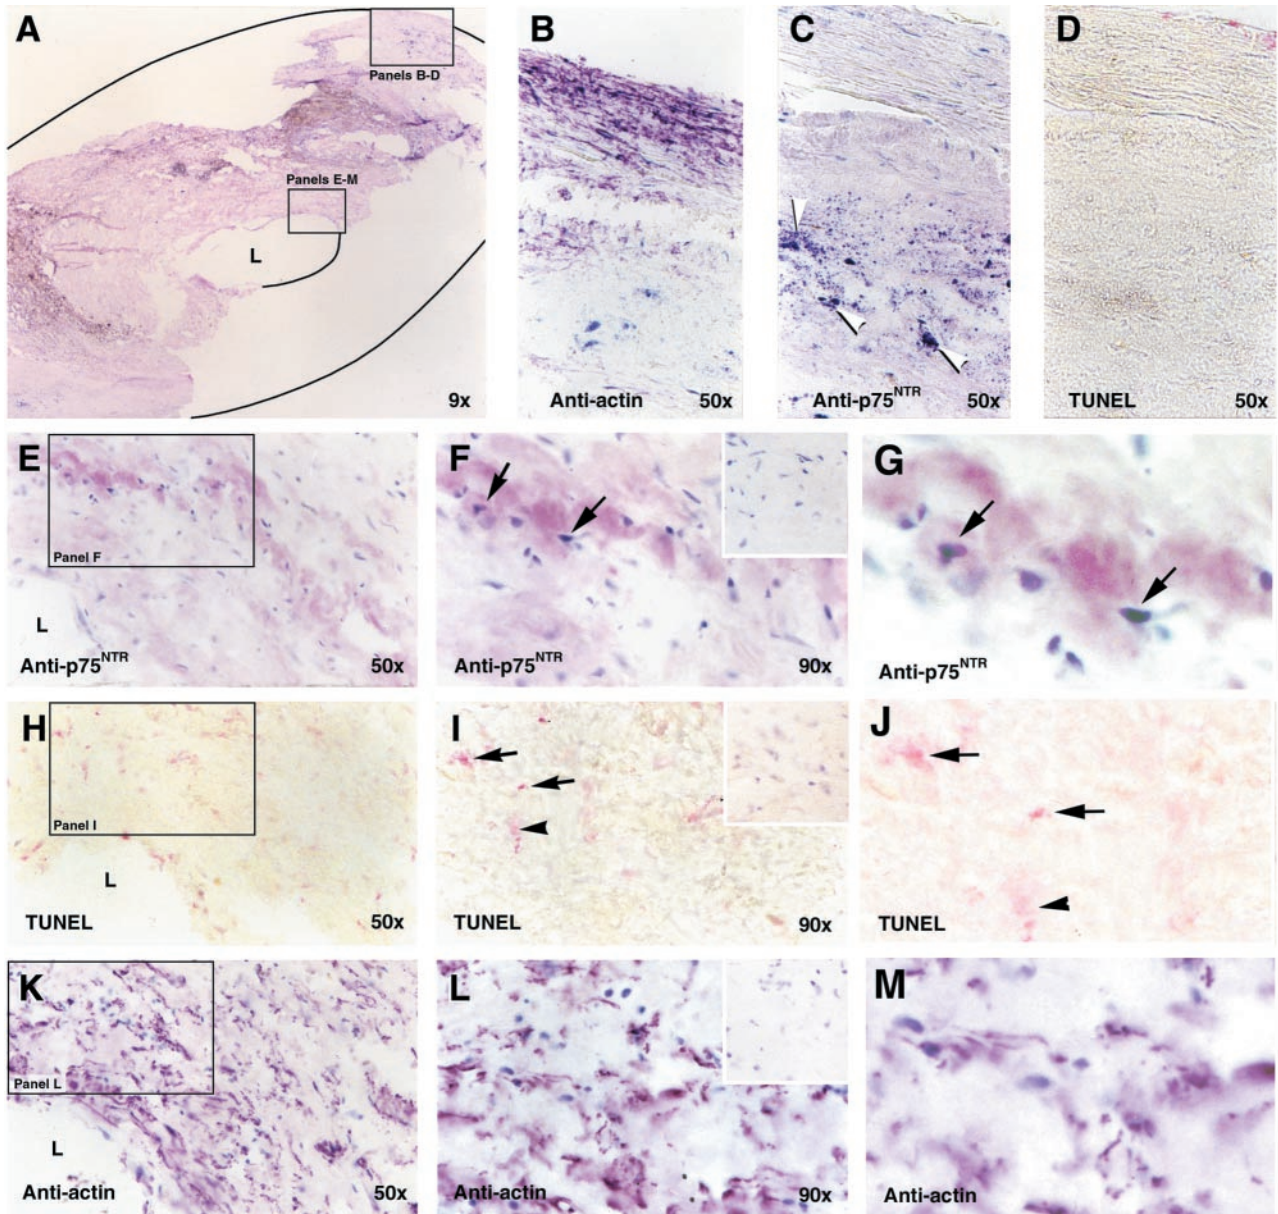 A
Panels B-D
Panels E-M
L
9x
B
Anti-actin 50x
C
Anti-p75NTR 50x
D
TUNEL 50x
E
Panel F
L
Anti-p75NTR 50x
F
Anti-p75NTR 90x
G
Anti-p75NTR
H
Panel I
L
TUNEL 50x
I
TUNEL 90x
J
TUNEL
K
Panel L
L
Anti-actin 50x
L
Anti-actin 90x
M
Anti-actin